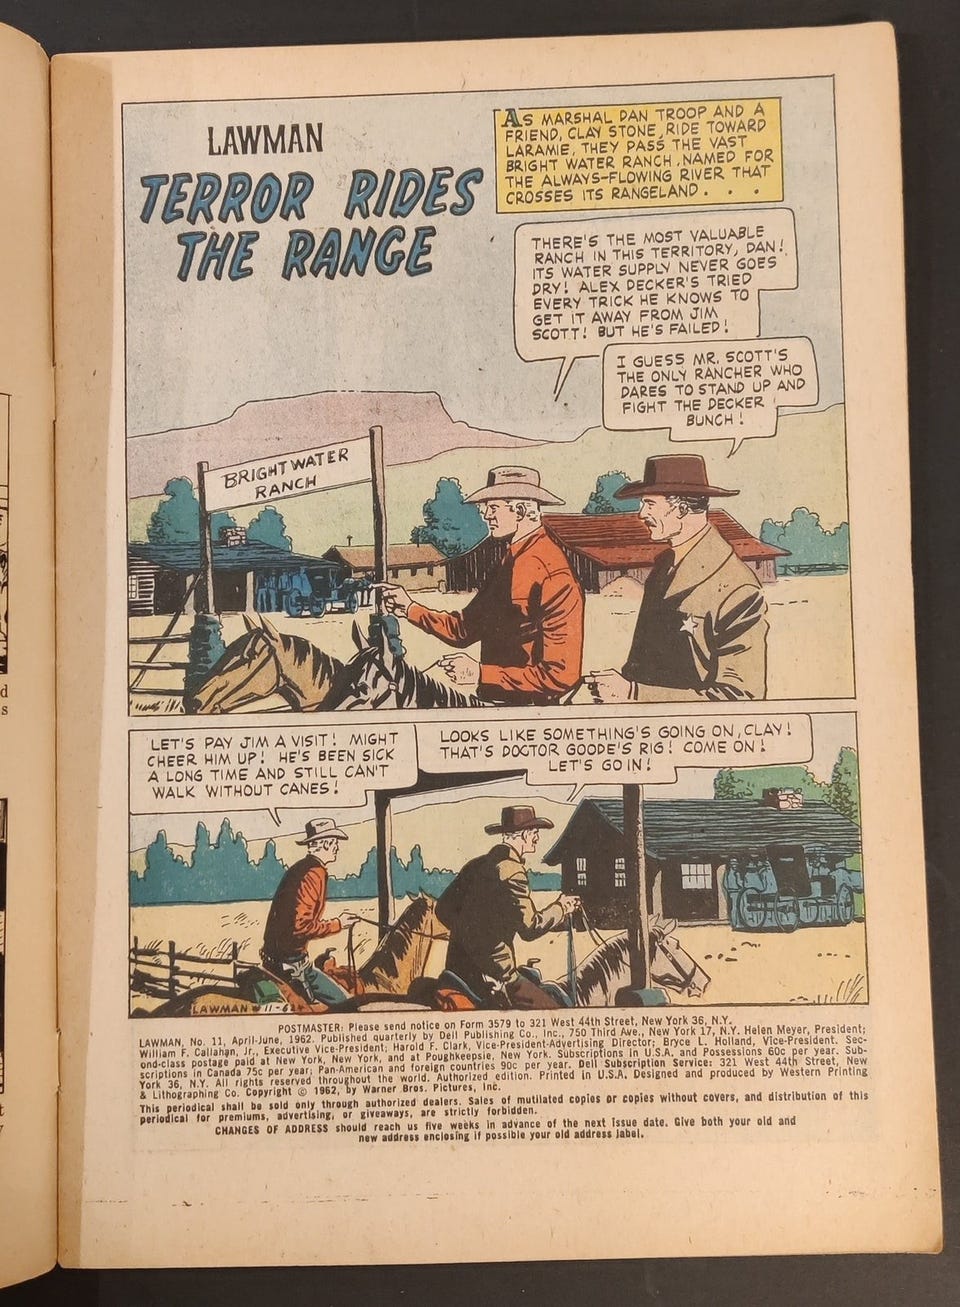 LAWMAN
TERROR RIDES
THE RANGE
AS MARSHAL DAN TROOP AND A
FRIEND, CLAY STONE, RIDE TOWARD
LARAMIE, THEY PASS THE VAST
BRIGHT WATER RANCH, NAMED FOR
THE ALWAYS-FLOWING RIVER THAT
CROSSES ITS RANGELAND . . .
THERE'S THE MOST VALUABLE
RANCH IN THIS TERRITORY, DAN!
ITS WATER SUPPLY NEVER GOES
DRY! ALEX DECKER'S TRIED
EVERY TRICK HE KNOWS TO
GET IT AWAY FROM JIM
SCOTT! BUT HE'S FAILED!
I GUESS MR. SCOTT'S
THE ONLY RANCHER WHO
DARES TO STAND UP AND
FIGHT THE DECKER
BUNCH!
BRIGHT WATER
RANCH
LET'S PAY JIM A VISIT! MIGHT
CHEER HIM UP! HE'S BEEN SICK
A LONG TIME AND STILL CAN'T
WALK WITHOUT CANES!
LOOKS LIKE SOMETHING'S GOING ON, CLAY!
THAT'S DOCTOR GOODE'S RIG! COME ON!
LET'S GO IN!
LAWMAN #11-624
POSTMASTER: Please send notice on Form 3579 to 321 West 44th Street, New York 36, N.Y.
LAWMAN, No. 11, April-June, 1962. Published quarterly by Dell Publishing Co., Inc., 750 Third Ave., New York 17, N.Y. Helen Meyer, President;
William F. Callahan, Jr., Executive Vice-President; Harold F. Clark, Vice-President-Advertising Director; Bryce L. Holland, Vice-President. Sec-
ond-class postage paid at New York, New York, and at Poughkeepsie, New York. Subscriptions in U.S.A. and Possessions 60c per year. Sub-
scriptions in Canada 75c per year; Pan-American and foreign countries 90c per year. Dell Subscription Service: 321 West 44th Street, New
York 36, N.Y. All rights reserved throughout the world. Authorized edition. Printed in U.S.A. Designed and produced by Western Printing
& Lithographing Co. Copyright © 1962, by Warner Bros. Pictures, Inc.
This periodical shall be sold only through authorized dealers. Sales of mutilated copies or copies without covers, and distribution of this
periodical for premiums, advertising, or giveaways, are strictly forbidden.
CHANGES OF ADDRESS should reach us five weeks in advance of the next issue date. Give both your old and
new address enclosing if possible your old address label.